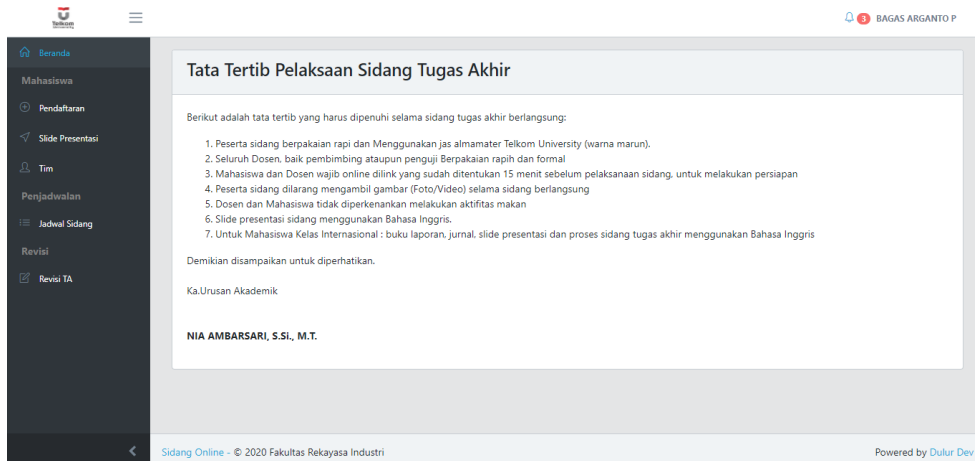 Telkom
3 BAGAS ARGANTO P
Beranda
Mahasiswa
Pendaftaran
Slide Presentasi
Tim
Penjadwalan
Jadwal Sidang
Revisi
Revisi TA
Tata Tertib Pelaksaan Sidang Tugas Akhir
Berikut adalah tata tertib yang harus dipenuhi selama sidang tugas akhir berlangsung:
1. Peserta sidang berpakaian rapi dan Menggunakan jas almamater Telkom University (warna marun).
2. Seluruh Dosen, baik pembimbing ataupun penguji Berpakaian rapih dan formal
3. Mahasiswa dan Dosen wajib online dilink yang sudah ditentukan 15 menit sebelum pelaksanaan sidang, untuk melakukan persiapan
4. Peserta sidang dilarang mengambil gambar (Foto/Video) selama sidang berlangsung
5. Dosen dan Mahasiswa tidak diperkenankan melakukan aktifitas makan
6. Slide presentasi sidang menggunakan Bahasa Inggris.
7. Untuk Mahasiswa Kelas Internasional : buku laporan, jurnal, slide presentasi dan proses sidang tugas akhir menggunakan Bahasa Inggris
Demikian disampaikan untuk diperhatikan.
Ka.Urusan Akademik
NIA AMBARSARI, S.Si., M.T.
Sidang Online - © 2020 Fakultas Rekayasa Industri
Powered by Dulur Dev